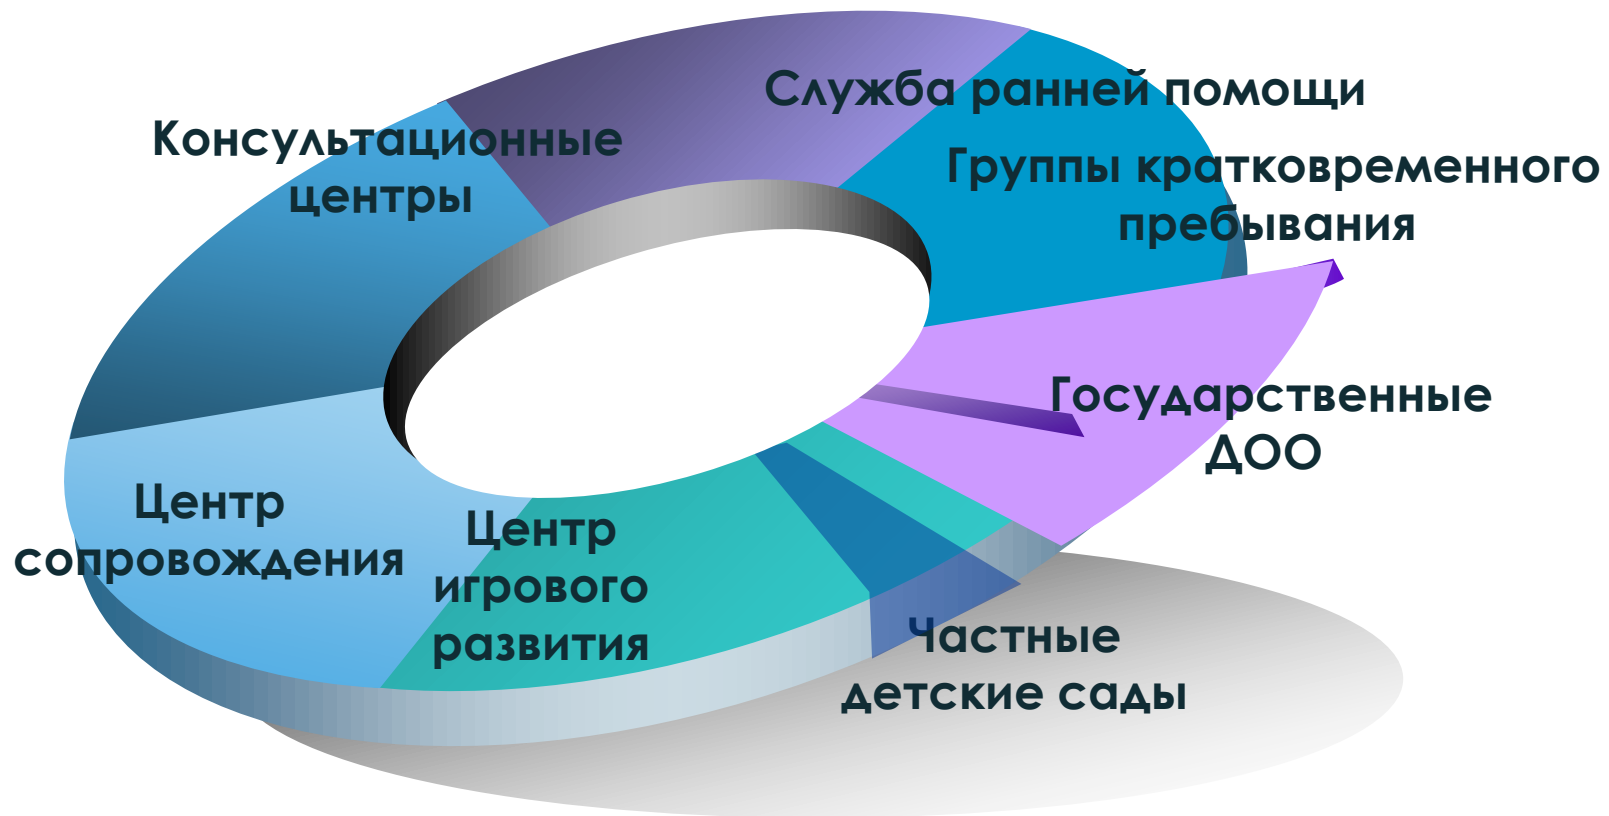 Служба ранней помощи
Консультационные
центры
Группы кратковременного
пребывания
Государственные
ДОО
Центр
сопровождения
Центр
игрового
развития
Частные
детские сады